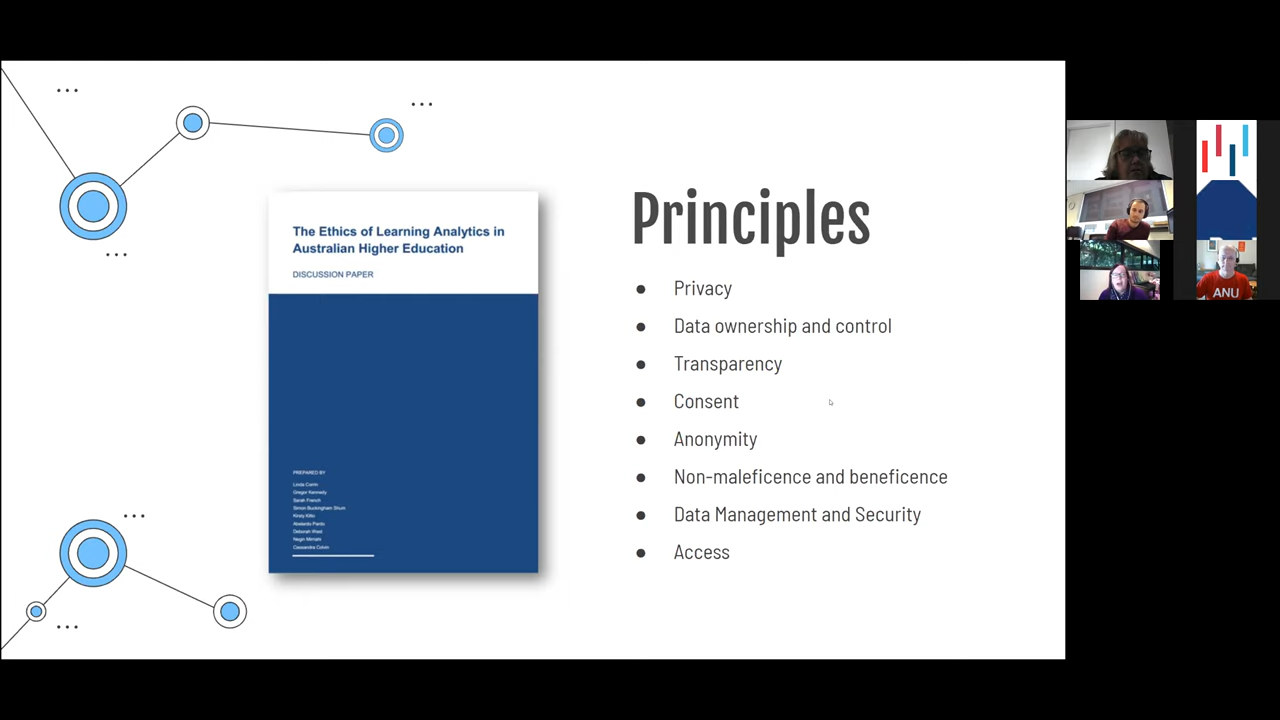 The Ethics of Learning Analytics in
Australian Higher Education
DISCUSSION PAPER
PREPARED BY
Linda Corrin
Gregor Kennedy
Sarah French
Simon Buckingham Shum
Kirsty Kitto
Abelardo Pardo
Deborah West
Negin Mirriahi
Cassandra Colvin
Principles
● Privacy
● Data ownership and control
● Transparency
● Consent
● Anonymity
● Non-maleficence and beneficence
● Data Management and Security
● Access
ANU